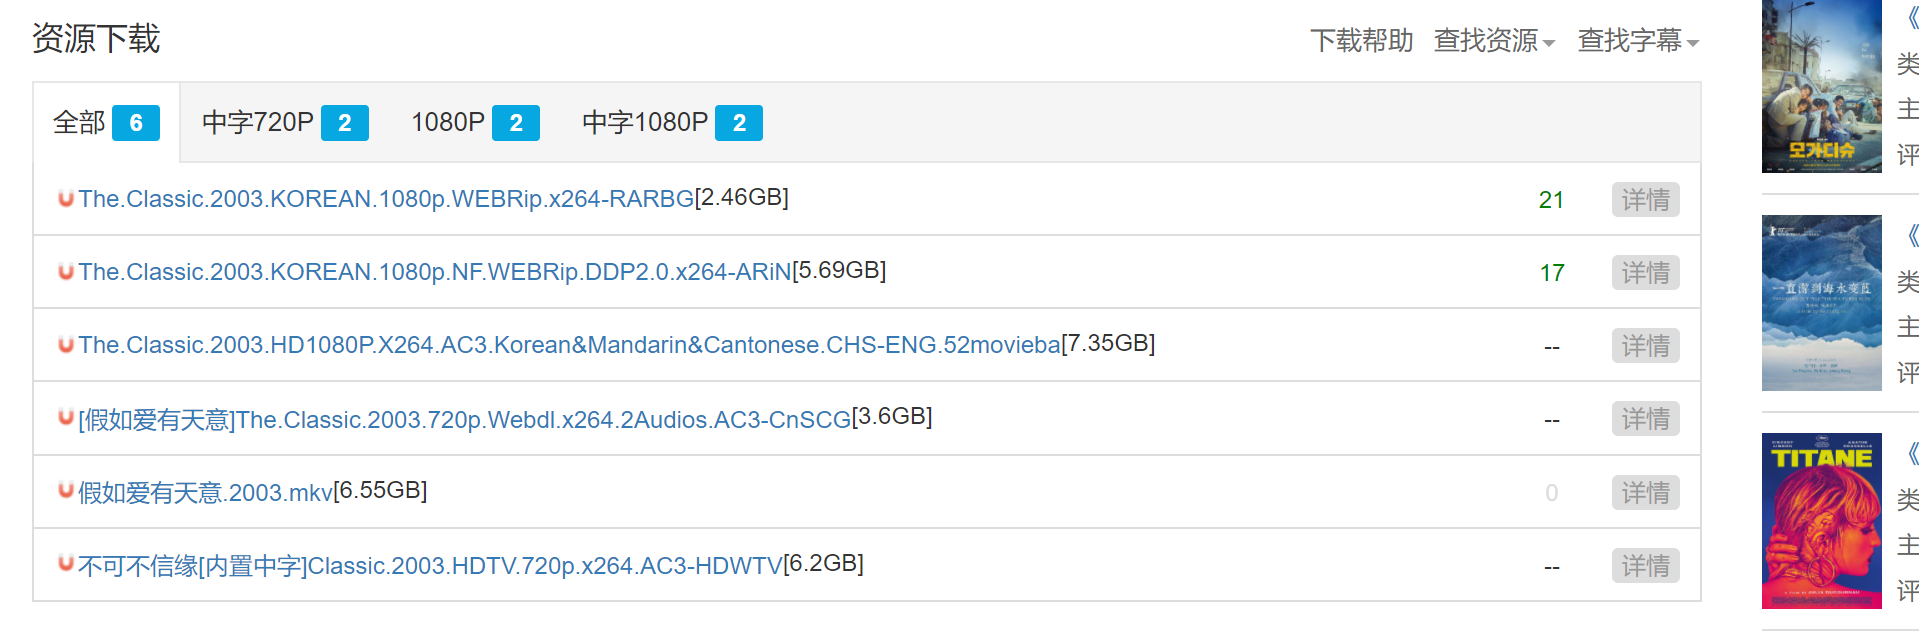 资源下载
下载帮助 查找资源 查找字幕
全部 6 中字720P 2 1080P 2 中字1080P 2
The.Classic.2003.KOREAN.1080p.WEBRip.x264-RARBG[2.46GB] 21 详情
The.Classic.2003.KOREAN.1080p.NF.WEBRip.DDP2.0.x264-ARiN[5.69GB] 17 详情
The.Classic.2003.HD1080P.X264.AC3.Korean&Mandarin&Cantonese.CHS-ENG.52movieba[7.35GB] -- 详情
[假如爱有天意]The.Classic.2003.720p.Webdl.x264.2Audios.AC3-CnSCG[3.6GB] -- 详情
假如爱有天意.2003.mkv[6.55GB] 0 详情
不可不信缘[内置中字]Classic.2003.HDTV.720p.x264.AC3-HDWTV[6.2GB] -- 详情
모가디슈
《
类
主
评
一直游到海水变蓝
《
类
主
评
TITANE
《
类
主
评